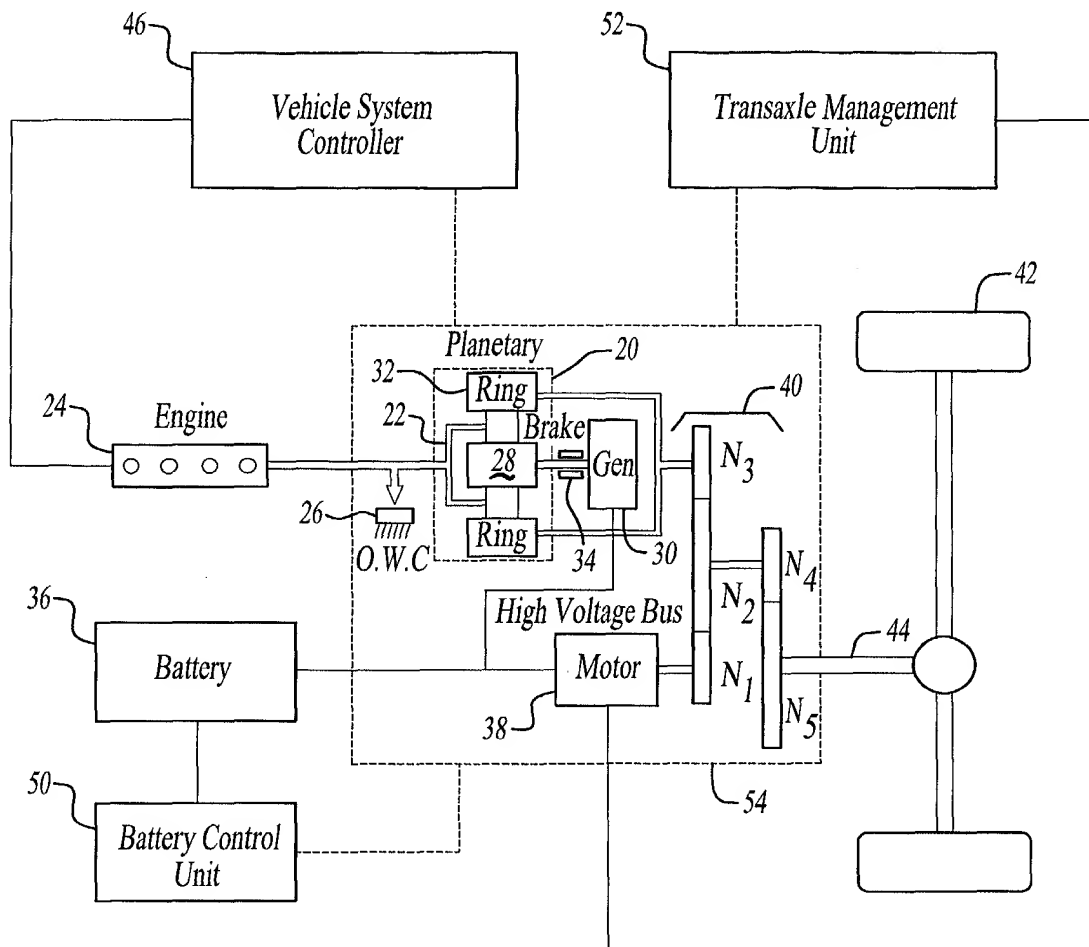 46
Vehicle System
Controller
52
Transaxle Management
Unit
42
Planetary
20
32
Ring
40
24
Engine
22
Brake
28
Gen
N3
26
O.W.C
Ring
34
30
N4
N2
High Voltage Bus
36
Battery
Motor
38
N1
44
N5
50
Battery Control
Unit
54